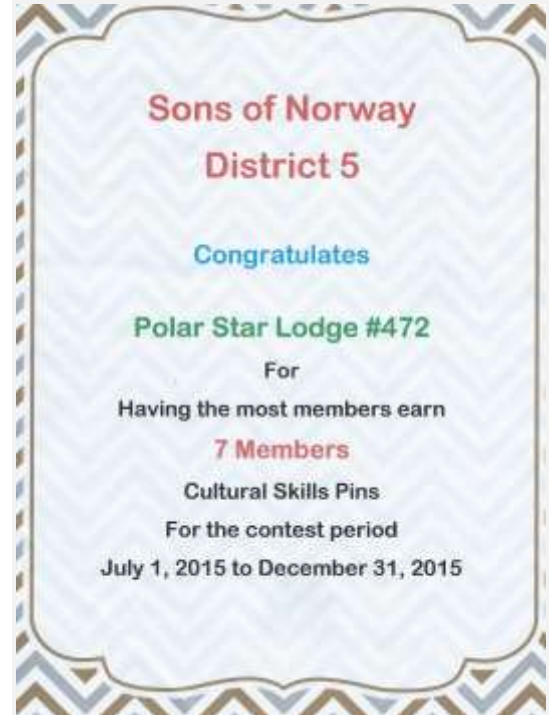 Sons of Norway
District 5
Congratulates
Polar Star Lodge #472
For
Having the most members earn
7 Members
Cultural Skills Pins
For the contest period
July 1, 2015 to December 31, 2015